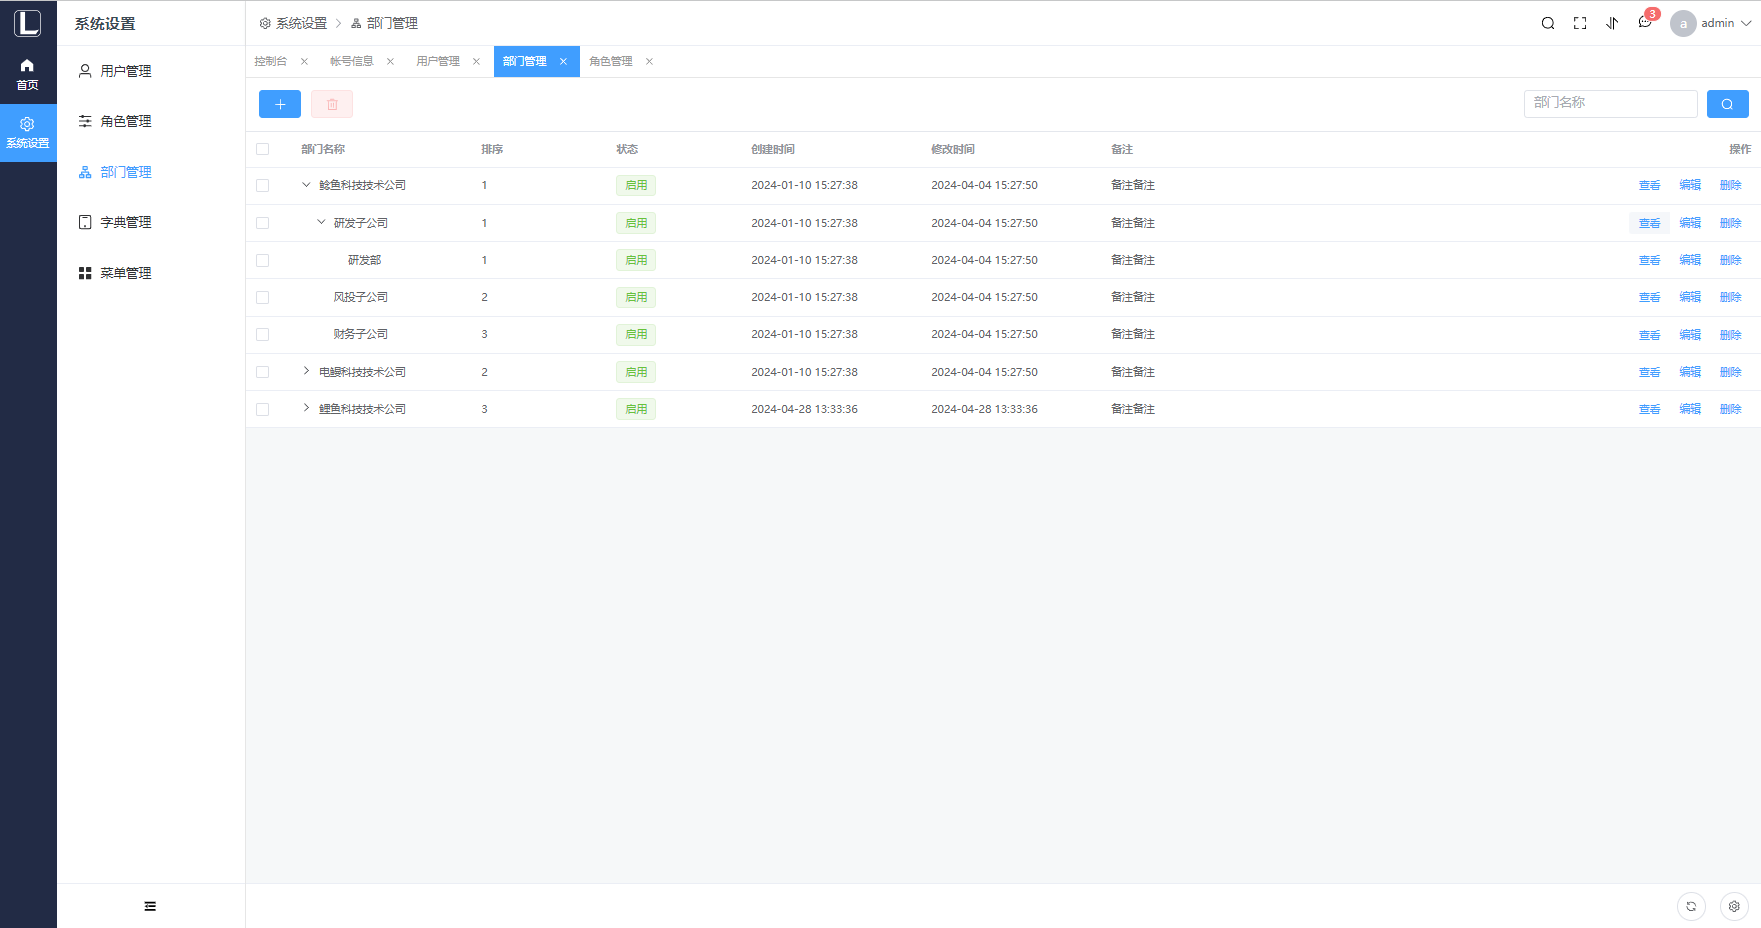 系统设置
系统设置 > 部门管理
3
a admin
首页
系统设置
用户管理
角色管理
部门管理
字典管理
菜单管理
控制台 × 帐号信息 × 用户管理 × 部门管理 × 角色管理 ×
部门名称
部门名称 排序 状态 创建时间 修改时间 备注 操作
鲶鱼科技技术公司 1 启用 2024-01-10 15:27:38 2024-04-04 15:27:50 备注备注 查看 编辑 删除
研发子公司 1 启用 2024-01-10 15:27:38 2024-04-04 15:27:50 备注备注 查看 编辑 删除
研发部 1 启用 2024-01-10 15:27:38 2024-04-04 15:27:50 备注备注 查看 编辑 删除
风投子公司 2 启用 2024-01-10 15:27:38 2024-04-04 15:27:50 备注备注 查看 编辑 删除
财务子公司 3 启用 2024-01-10 15:27:38 2024-04-04 15:27:50 备注备注 查看 编辑 删除
电鳗科技技术公司 2 启用 2024-01-10 15:27:38 2024-04-04 15:27:50 备注备注 查看 编辑 删除
鲤鱼科技技术公司 3 启用 2024-04-28 13:33:36 2024-04-28 13:33:36 备注备注 查看 编辑 删除